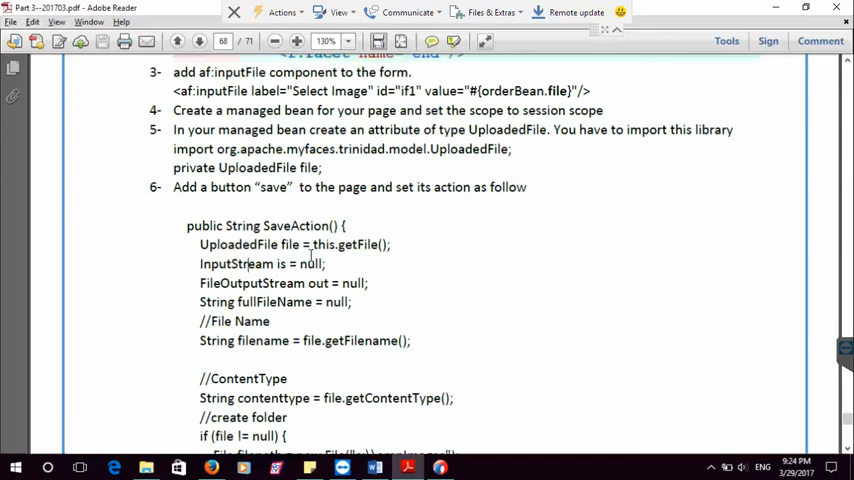 Part 3--201703.pdf - Adobe Reader
Actions
View
Communicate
Files & Extras
Remote update
File Edit View Window Help
68 / 71
130%
Tools
Sign
Comment
3- add af:inputFile component to the form.
<af:inputFile label="Select Image" id="if1" value="#{orderBean.file}"/>
4- Create a managed bean for your page and set the scope to session scope
5- In your managed bean create an attribute of type UploadedFile. You have to import this library
import org.apache.myfaces.trinidad.model.UploadedFile;
private UploadedFile file;
6- Add a button “save” to the page and set its action as follow
public String SaveAction() {
UploadedFile file = this.getFile();
InputStream is = null;
FileOutputStream out = null;
String fullFileName = null;
//File Name
String filename = file.getFilename();
//ContentType
String contenttype = file.getContentType();
//create folder
if (file != null) {
ENG
9:24 PM
3/29/2017